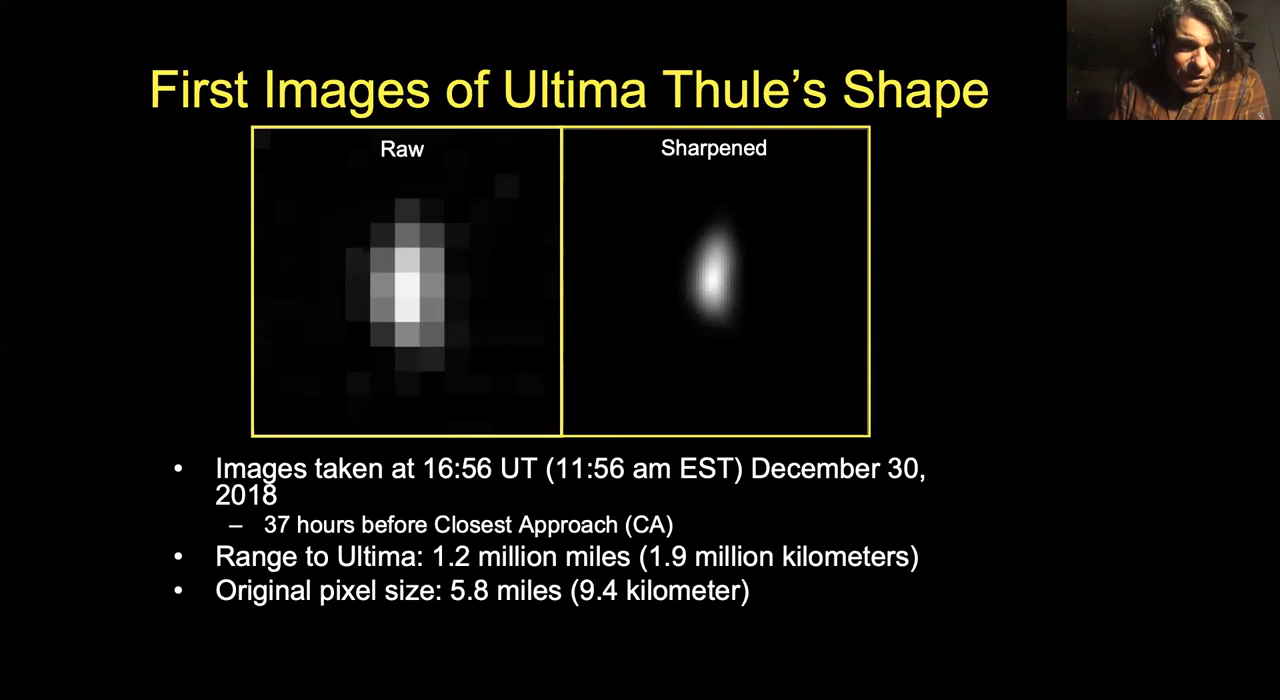 First Images of Ultima Thule’s Shape
Raw
Sharpened
• Images taken at 16:56 UT (11:56 am EST) December 30,
2018
– 37 hours before Closest Approach (CA)
• Range to Ultima: 1.2 million miles (1.9 million kilometers)
• Original pixel size: 5.8 miles (9.4 kilometer)